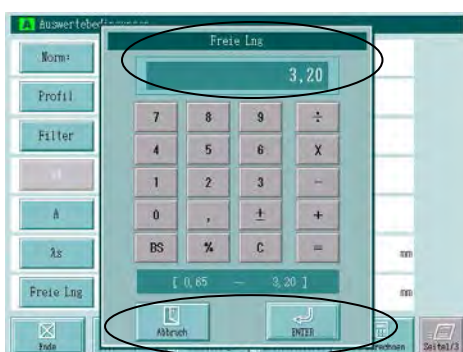 A Auswertebedingungen
Freie Lng
3,20
Norm:
Profil
Filter
λs
Freie Lng
7 8 9 ÷
4 5 6 X
1 2 3 −
0 , ± +
BS % C =
[ 0,65 — 3,20 ]
mm
mm
Abbruch
ENTER
Ende
Seite1/3